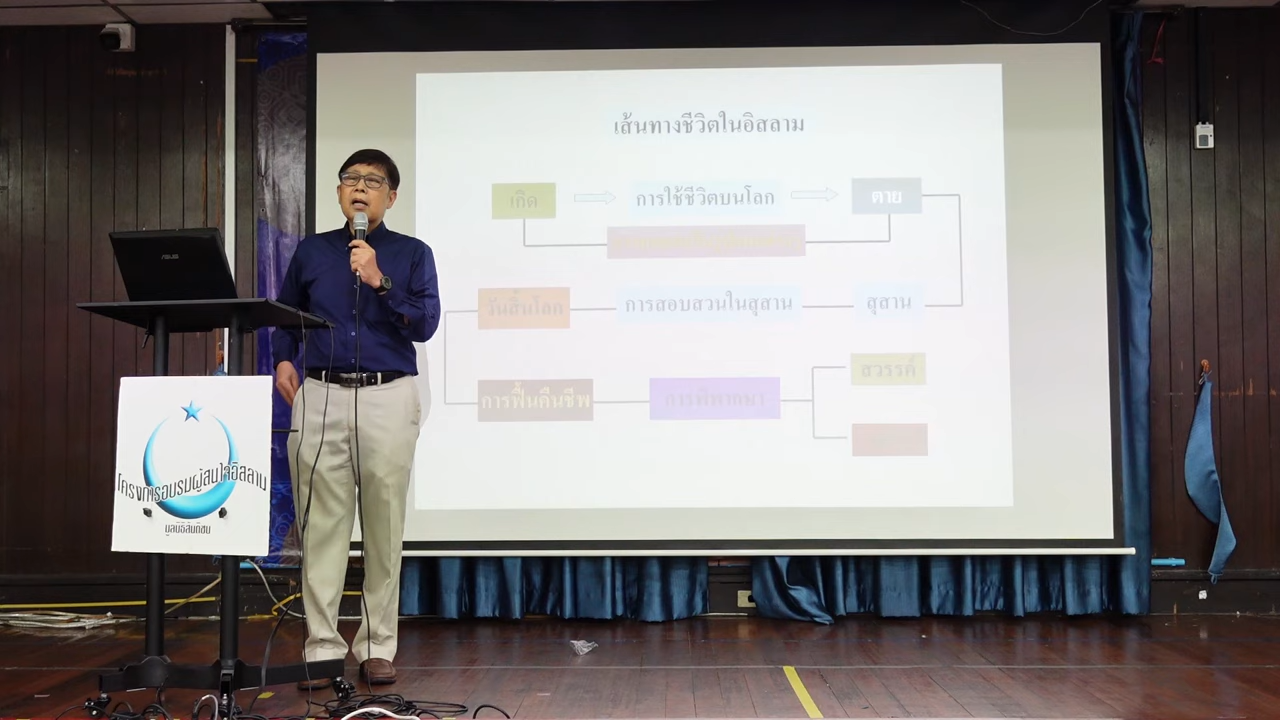 เส้นทางชีวิตในอิสลาม
เกิด
การใช้ชีวิตบนโลก
ตาย
วันสิ้นโลก
การสอบสวนในสุสาน
สุสาน
การฟื้นคืนชีพ
การพิพากษา
สวรรค์
ASUS
โครงการอบรมผู้สนใจอิสลาม
มูลนิธิสันติชน